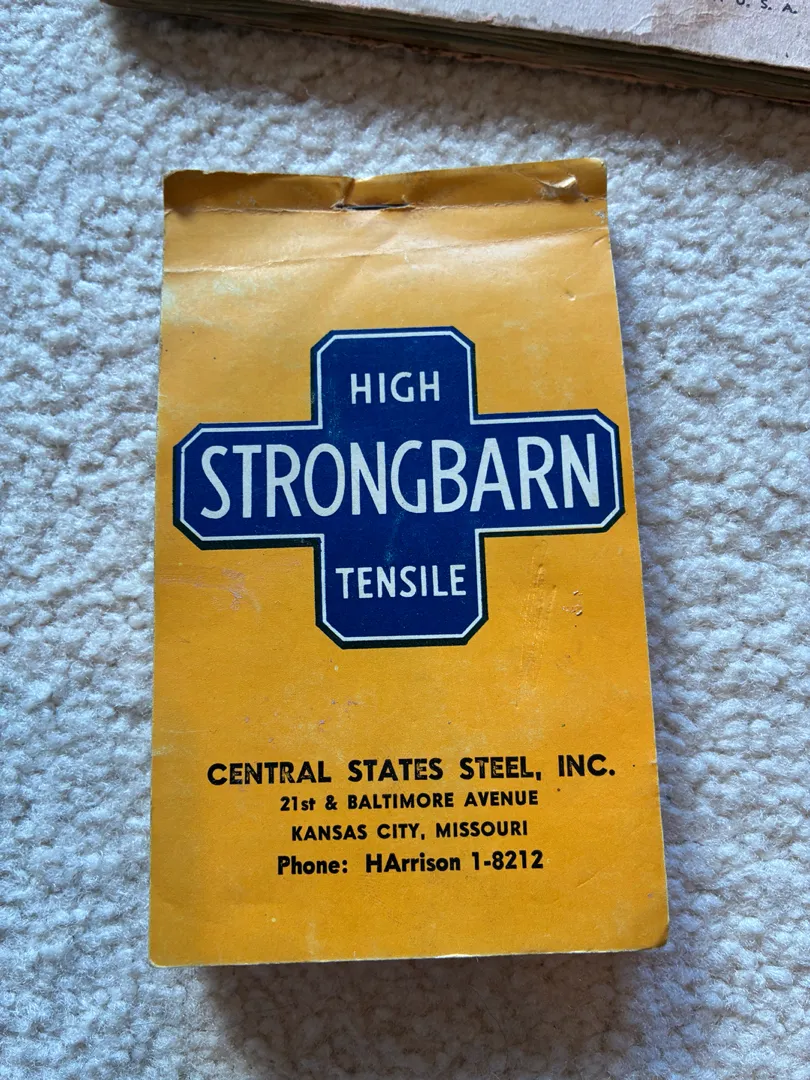 U. S. A.
HIGH
STRONGBARN
TENSILE
CENTRAL STATES STEEL, INC.
21st & BALTIMORE AVENUE
KANSAS CITY, MISSOURI
Phone: HArrison 1-8212